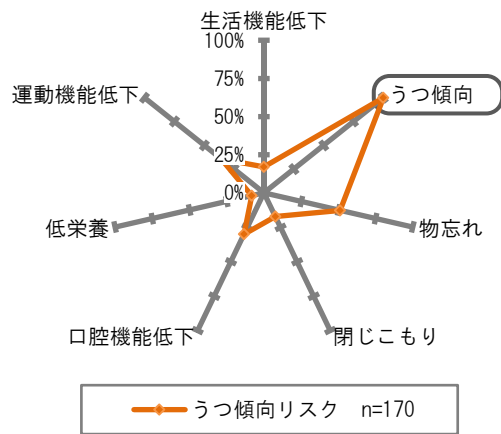 生活機能低下
100%
75%
50%
25%
0%
うつ傾向
物忘れ
閉じこもり
口腔機能低下
低栄養
運動機能低下
うつ傾向リスク　n=170